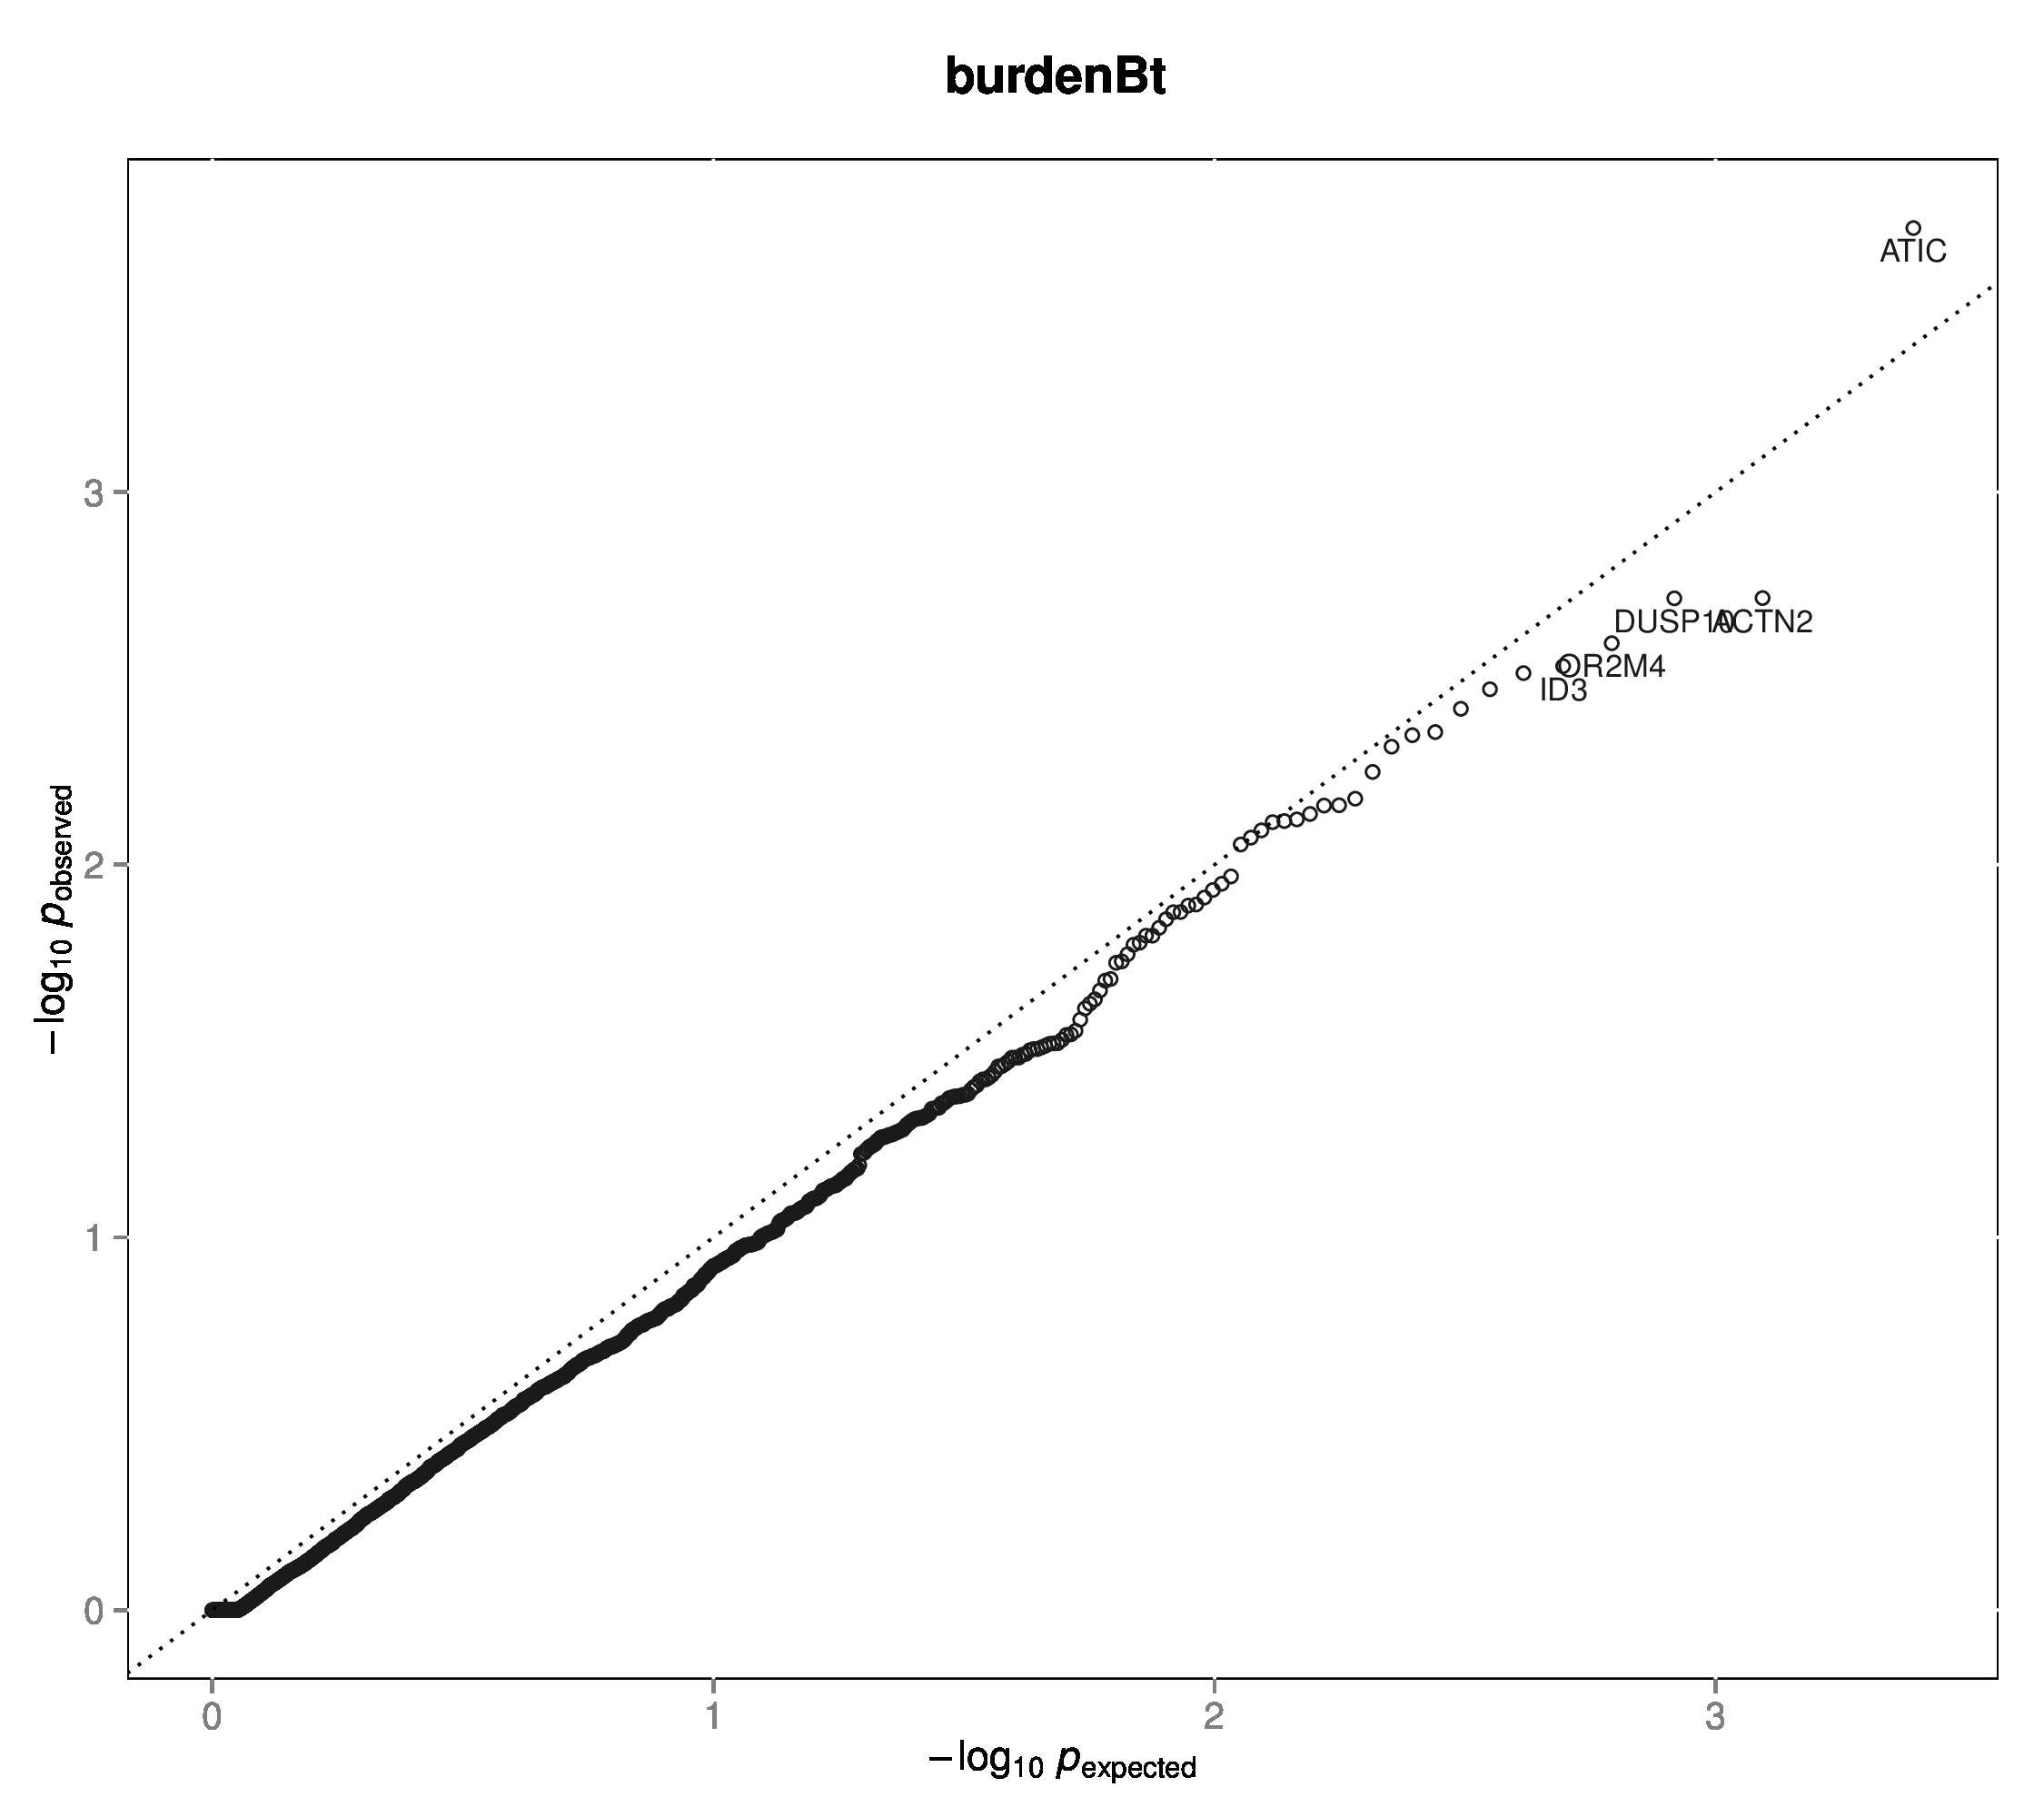 burdenBt
ATIC
3
DUSP10
ACTN2
OR2M4
ID3
2
1
0
0
1
2
3
−log10 pobserved
−log10 pexpected